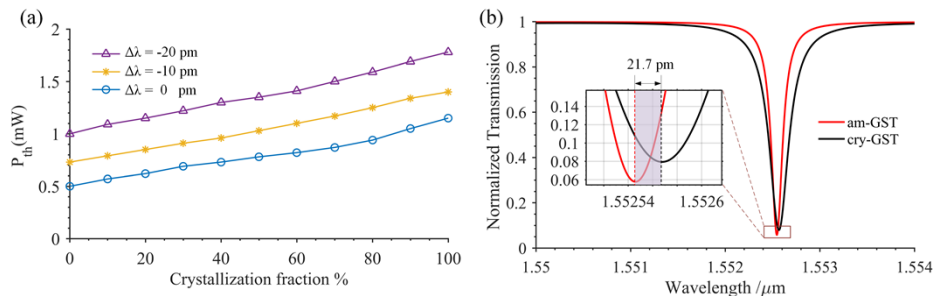 (a)
2
1.5
1
0.5
0
P_th(mW)
Δλ = -20 pm
Δλ = -10 pm
Δλ = 0 pm
0 20 40 60 80 100
Crystallization fraction %
(b)
1
0.8
0.6
0.4
0.2
0
Normalized Transmission
21.7 pm
0.14
0.12
0.1
0.08
0.06
1.55254 1.5526
am-GST
cry-GST
1.55 1.551 1.552 1.553 1.554
Wavelength /μm